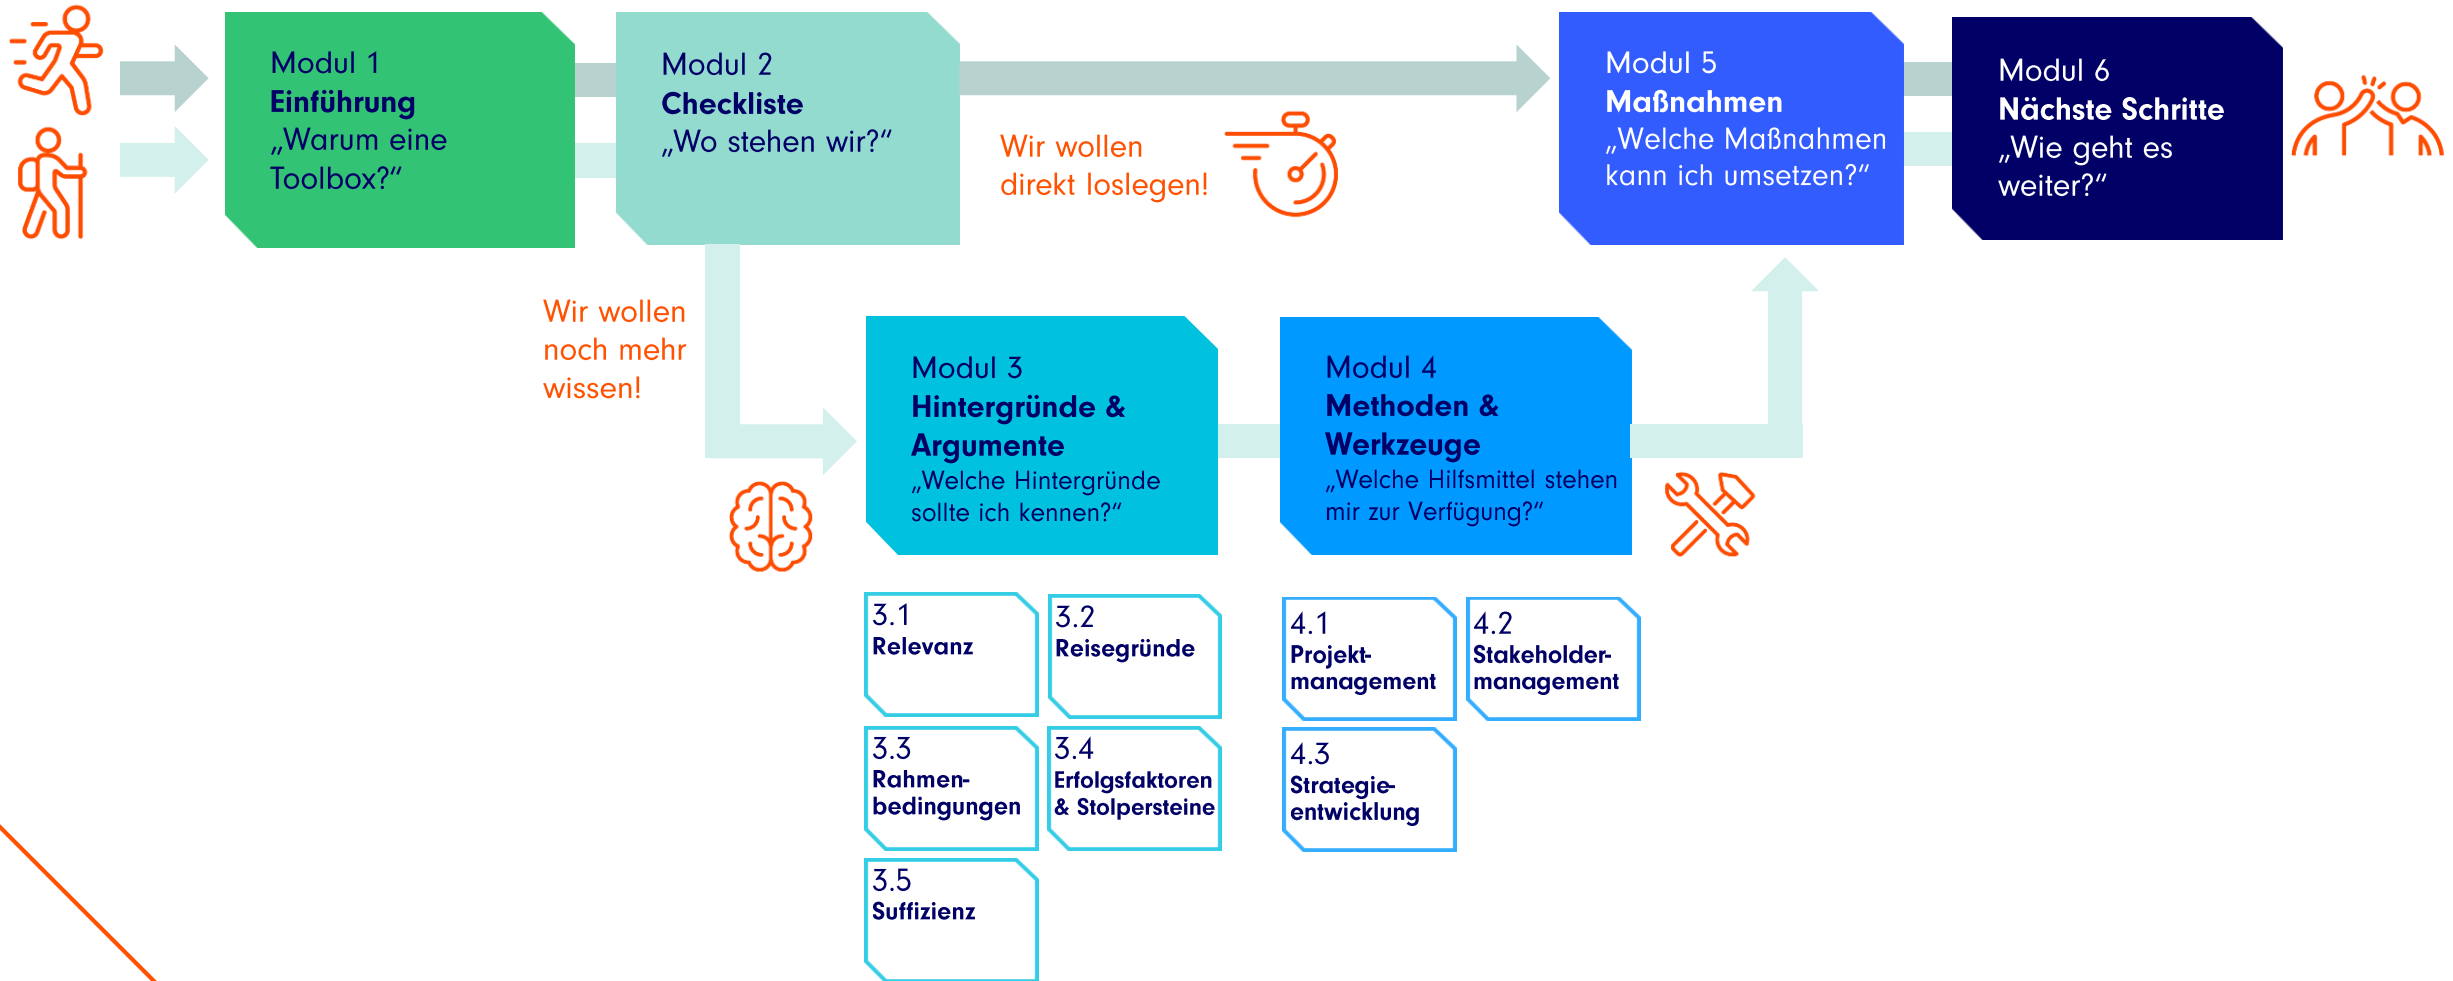 Modul 1
Einführung
„Warum eine
Toolbox?“
Modul 2
Checkliste
„Wo stehen wir?“
Wir wollen
direkt loslegen!
Modul 5
Maßnahmen
„Welche Maßnahmen
kann ich umsetzen?“
Modul 6
Nächste Schritte
„Wie geht es
weiter?“
Wir wollen
noch mehr
wissen!
Modul 3
Hintergründe &
Argumente
„Welche Hintergründe
sollte ich kennen?“
Modul 4
Methoden &
Werkzeuge
„Welche Hilfsmittel stehen
mir zur Verfügung?“
3.1
Relevanz
3.2
Reisegründe
3.3
Rahmen-
bedingungen
3.4
Erfolgsfaktoren
& Stolpersteine
3.5
Suffizienz
4.1
Projekt-
management
4.2
Stakeholder-
management
4.3
Strategie-
entwicklung